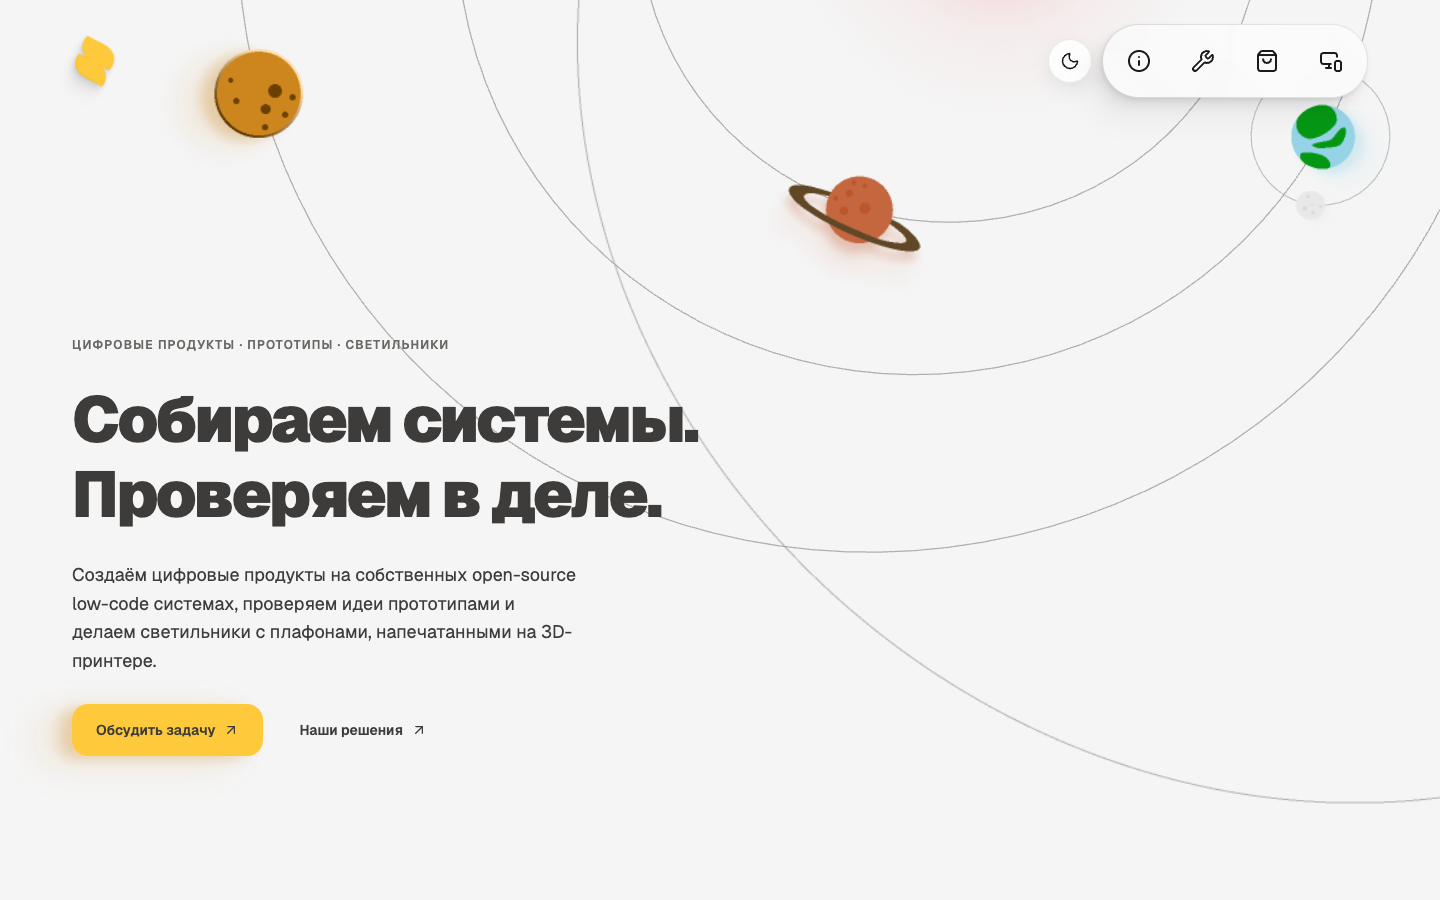 ЦИФРОВЫЕ ПРОДУКТЫ · ПРОТОТИПЫ · СВЕТИЛЬНИКИ
Собираем системы.
Проверяем в деле.
Создаём цифровые продукты на собственных open-source
low-code системах, проверяем идеи прототипами и
делаем светильники с плафонами, напечатанными на 3D-
принтере.
Обсудить задачу
Наши решения